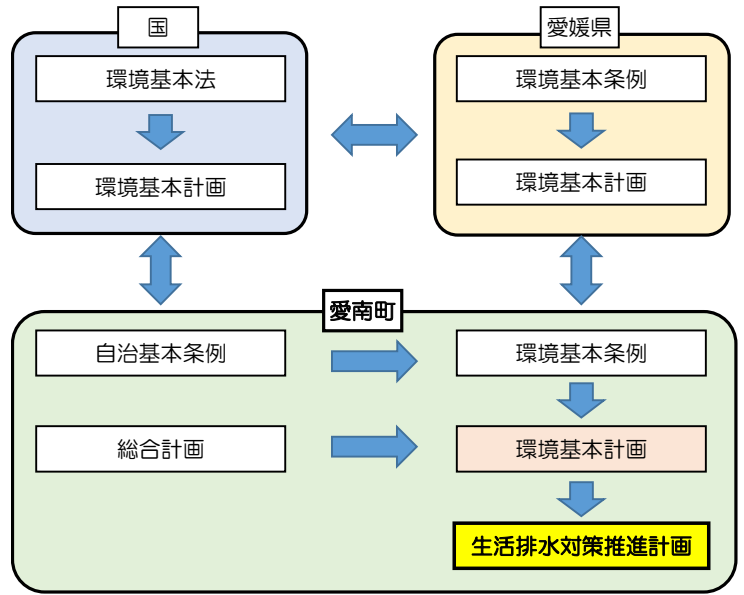 国
環境基本法
環境基本計画
愛媛県
環境基本条例
環境基本計画
愛南町
自治基本条例
環境基本条例
総合計画
環境基本計画
生活排水対策推進計画